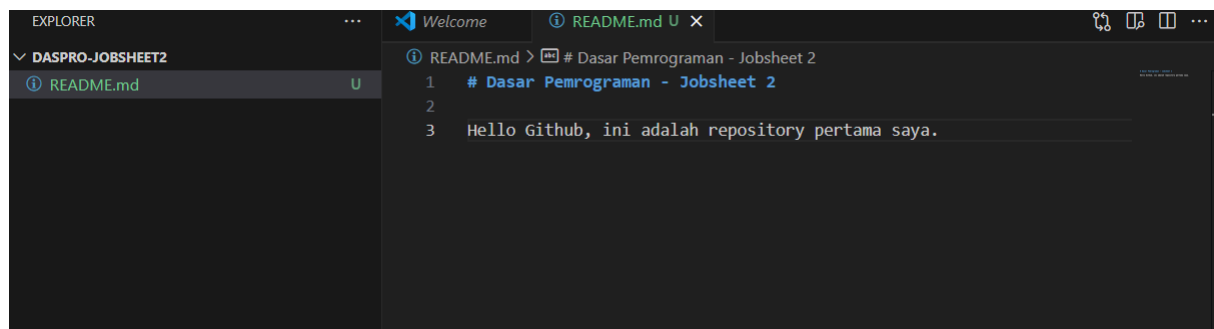 EXPLORER ...
DASPRO-JOBSHEET2
README.md U
Welcome README.md U
README.md > # Dasar Pemrograman - Jobsheet 2
1 # Dasar Pemrograman - Jobsheet 2
2
3 Hello Github, ini adalah repository pertama saya.